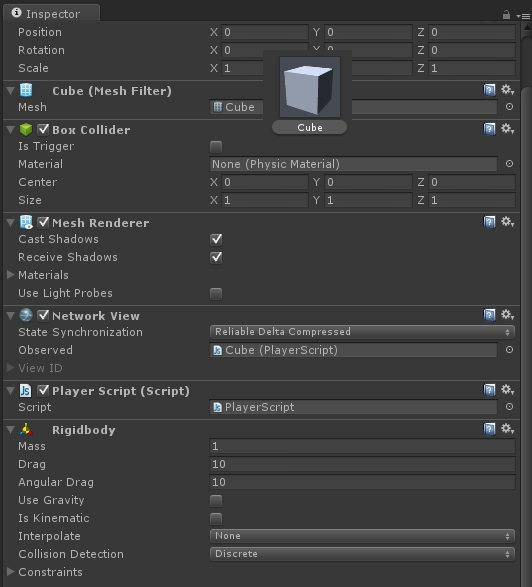 Inspector
Position X 0 Y 0 Z 0
Rotation X 0 Y 0 Z 0
Scale X 1 Z 1
Cube (Mesh Filter)
Mesh Cube
Cube
Box Collider
Is Trigger
Material None (Physic Material)
Center X 0 Y 0 Z 0
Size X 1 Y 1 Z 1
Mesh Renderer
Cast Shadows
Receive Shadows
Materials
Use Light Probes
Network View
State Synchronization Reliable Delta Compressed
Observed Cube (PlayerScript)
View ID
Player Script (Script)
Script PlayerScript
Rigidbody
Mass 1
Drag 10
Angular Drag 10
Use Gravity
Is Kinematic
Interpolate None
Collision Detection Discrete
Constraints